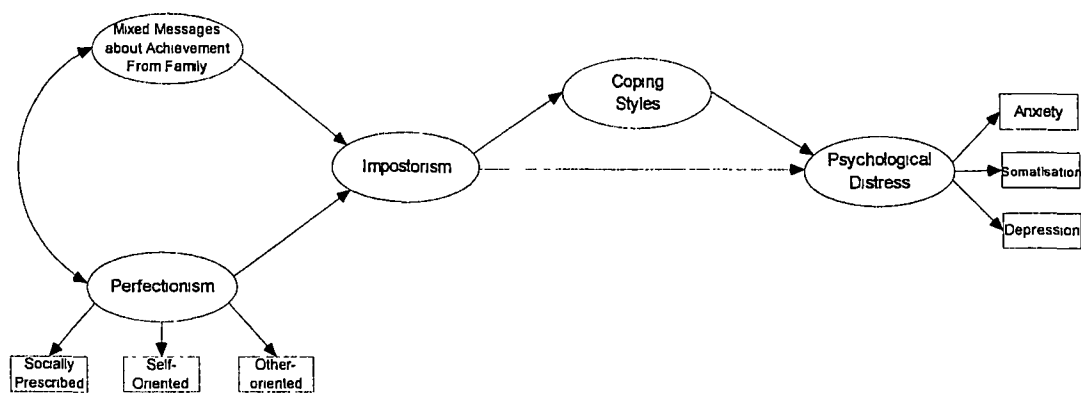 Mixed Messages
about Achievement
From Family
Coping
Styles
Anxiety
Impostorism
Psychological
Distress
Somatisation
Depression
Perfectionism
Socially
Prescribed
Self-
Oriented
Other-
oriented